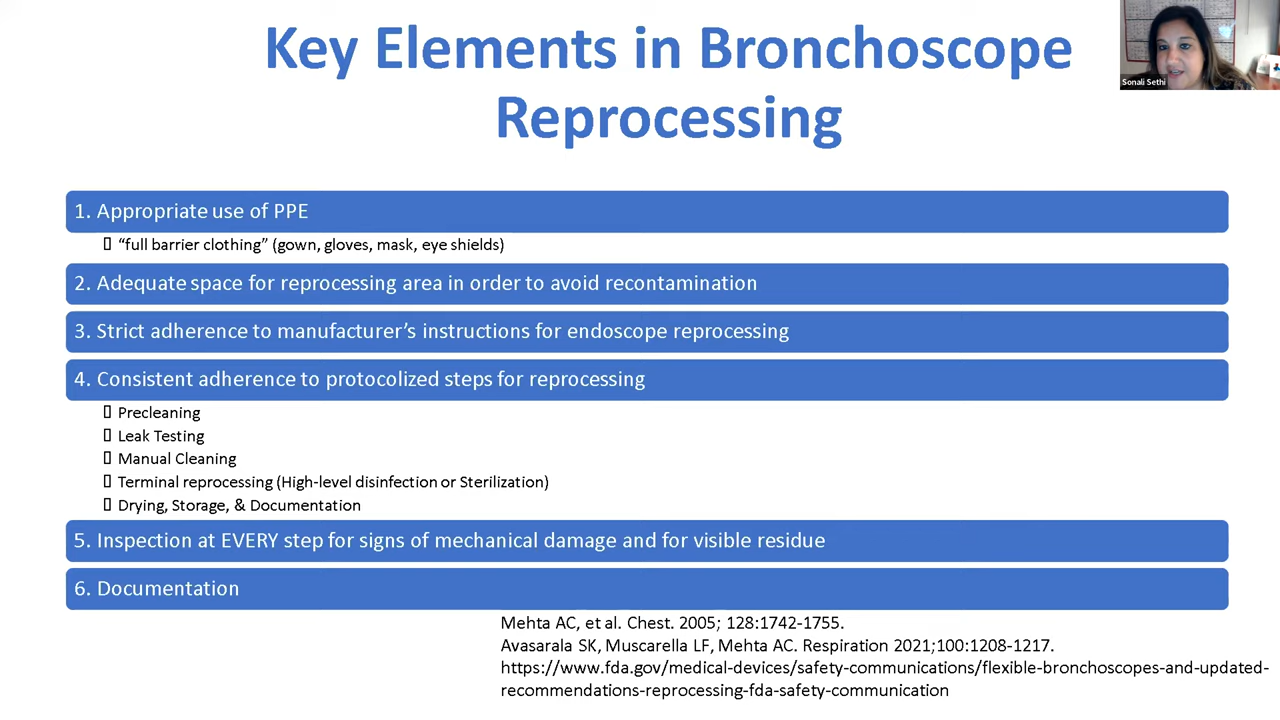 Key Elements in Bronchoscope
Reprocessing
Sonali Sethi
1. Appropriate use of PPE
“full barrier clothing” (gown, gloves, mask, eye shields)
2. Adequate space for reprocessing area in order to avoid recontamination
3. Strict adherence to manufacturer’s instructions for endoscope reprocessing
4. Consistent adherence to protocolized steps for reprocessing
Precleaning
Leak Testing
Manual Cleaning
Terminal reprocessing (High-level disinfection or Sterilization)
Drying, Storage, & Documentation
5. Inspection at EVERY step for signs of mechanical damage and for visible residue
6. Documentation
Mehta AC, et al. Chest. 2005; 128:1742-1755.
Avasarala SK, Muscarella LF, Mehta AC. Respiration 2021;100:1208-1217.
https://www.fda.gov/medical-devices/safety-communications/flexible-bronchoscopes-and-updated-
recommendations-reprocessing-fda-safety-communication